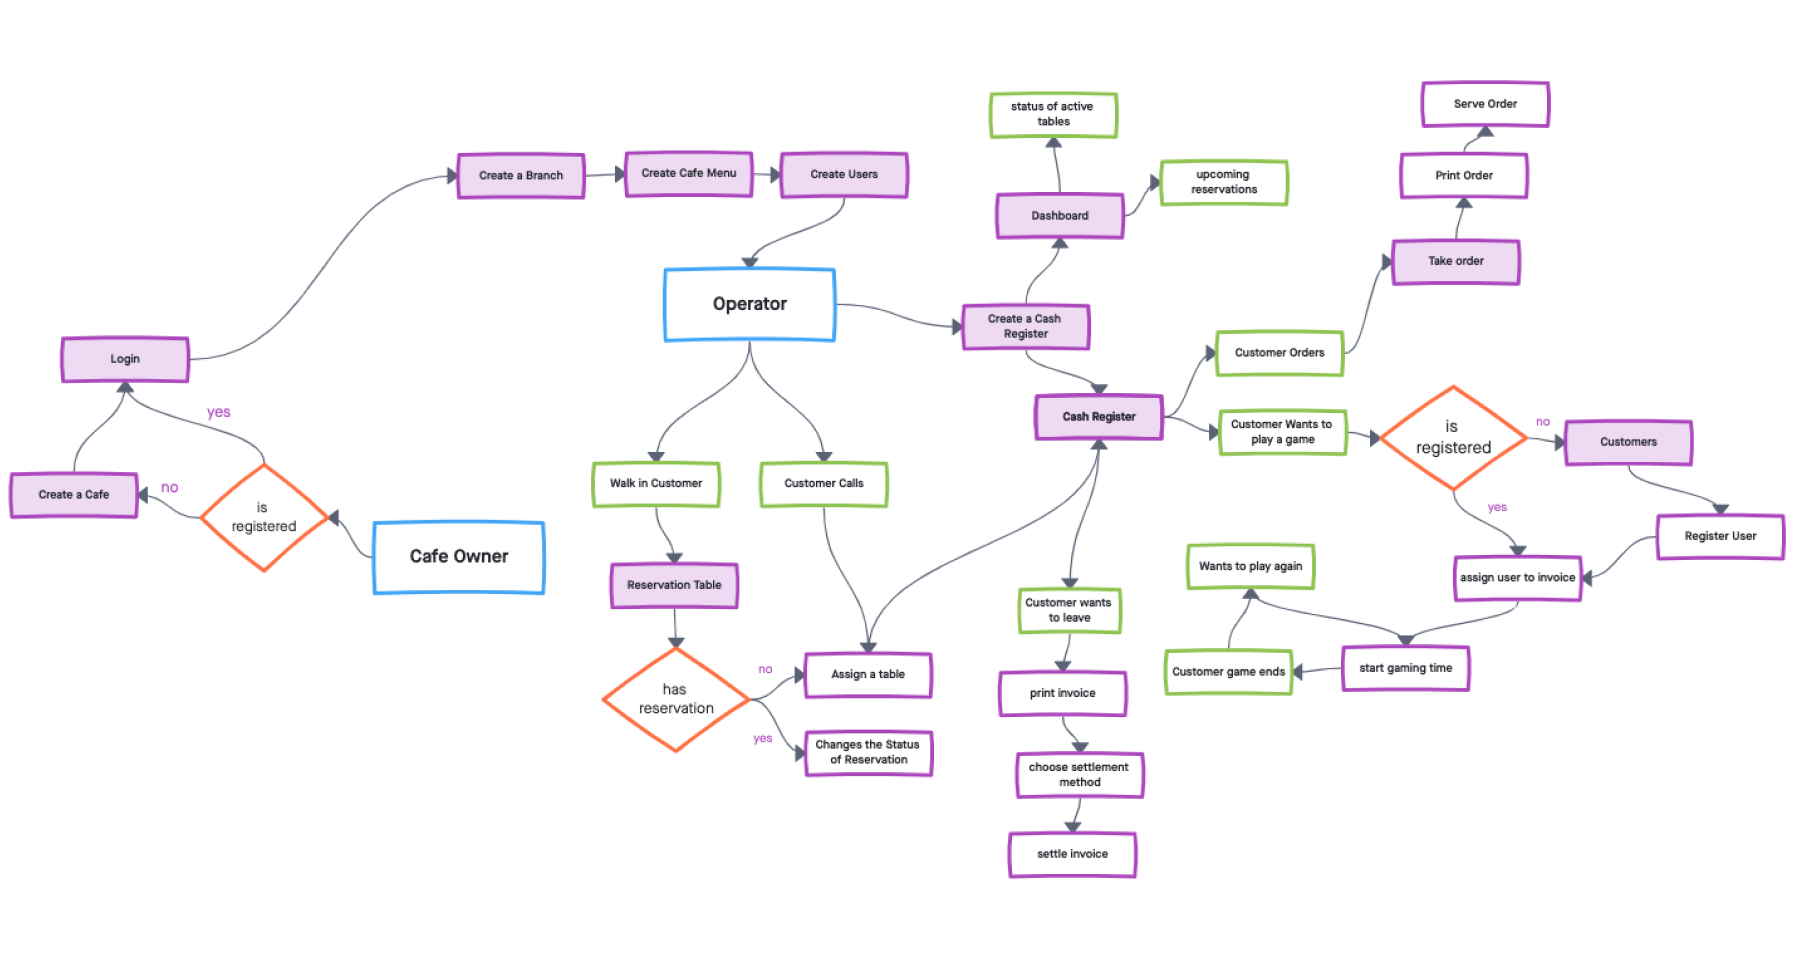 Serve Order
status of active
tables
Print Order
Create a Branch
Create Cafe Menu
Create Users
upcoming
reservations
Dashboard
Take order
Operator
Create a Cash
Register
Customer Orders
Login
yes
Cash Register
Customer Wants to
play a game
is
registered
no
Customers
Create a Cafe
no
is
registered
Walk in Customer
Customer Calls
yes
Register User
Cafe Owner
Wants to play again
assign user to invoice
Reservation Table
Customer wants
to leave
no
Assign a table
has
reservation
Customer game ends
start gaming time
print invoice
yes
Changes the Status
of Reservation
choose settlement
method
settle invoice